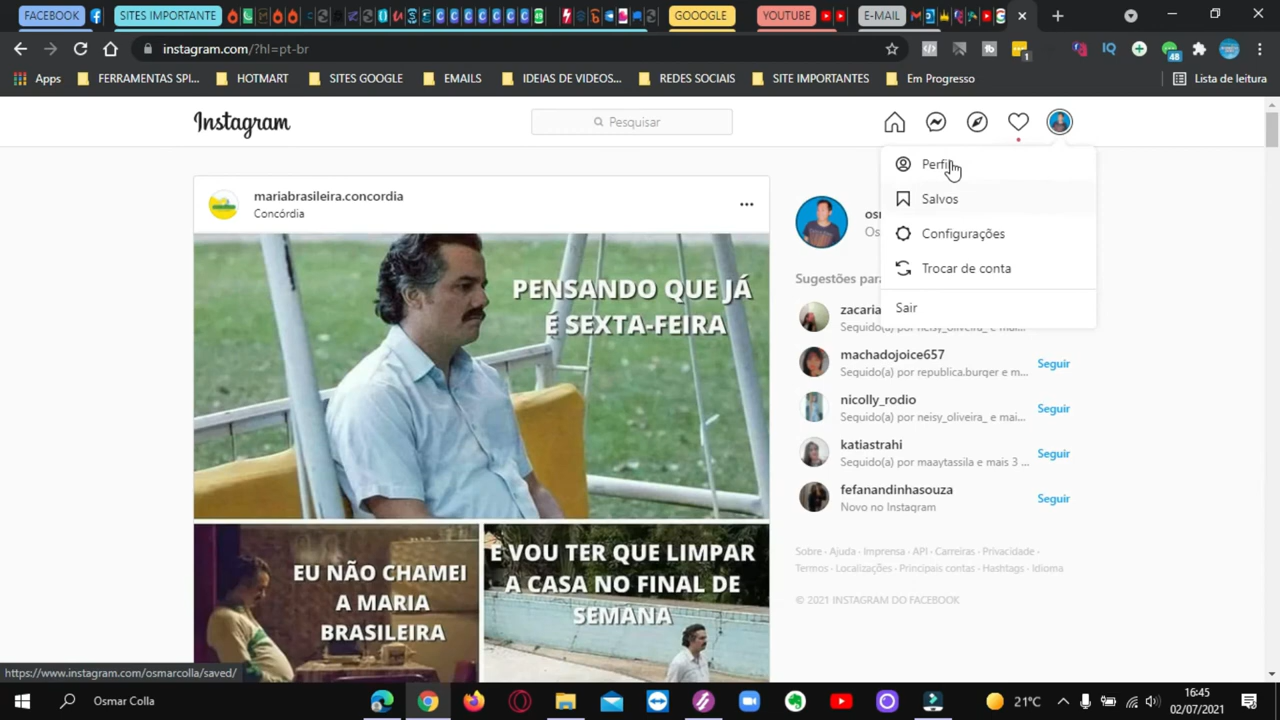 FACEBOOK
SITES IMPORTANTE
GOOOGLE
YOUTUBE
E-MAIL
instagram.com/?hl=pt-br
1
IQ
48
Apps
FERRAMENTAS SPI...
HOTMART
SITES GOOGLE
EMAILS
IDEIAS DE VIDEOS...
REDES SOCIAIS
SITE IMPORTANTES
Em Progresso
Lista de leitura
Instagram
Pesquisar
Perfil
Salvos
Configurações
Trocar de conta
Sair
mariabrasileira.concordia
Concórdia
PENSANDO QUE JÁ
É SEXTA-FEIRA
EU NÃO CHAMEI
A MARIA
BRASILEIRA
E VOU TER QUE LIMPAR
A CASA NO FINAL DE
SEMANA
Sugestões
machadojoice657
Seguido(a) por republica.burger e m...
Seguir
nicolly_rodio
Seguido(a) por neisy_oliveira_ e mais...
Seguir
katiastrahi
Seguido(a) por maaytassila e mais 3 ...
Seguir
fefanandinhasouza
Novo no Instagram
Seguir
Sobre · Ajuda · Imprensa · API · Carreiras · Privacidade ·
Termos · Localizações · Principais contas · Hashtags · Idioma
© 2021 INSTAGRAM DO FACEBOOK
https://www.instagram.com/osmarcolla/saved/
Osmar Colla
21°C
16:45
02/07/2021